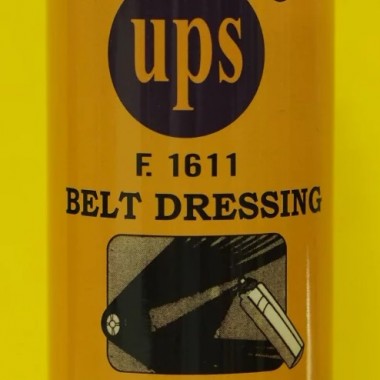 ups
F. 1611
BELT DRESSING